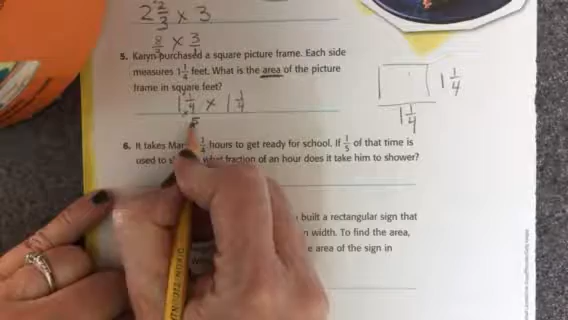 2 2/3 × 3
8/3 × 3/1
5. Karyn purchased a square picture frame. Each side
measures 1 1/4 feet. What is the area of the picture
frame in square feet?
1 1/4 × 1 1/4
5
1 1/4
1 1/4
6. It takes Mar 1/4 hours to get ready for school. If 1/5 of that time is
used to what fraction of an hour does it take him to shower?
built a rectangular sign that
width. To find the area,
e area of the sign in
DIXON